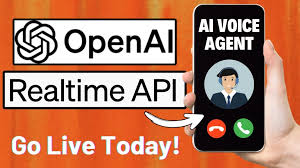 OpenAI
Realtime API
Go Live Today!
AI VOICE
AGENT